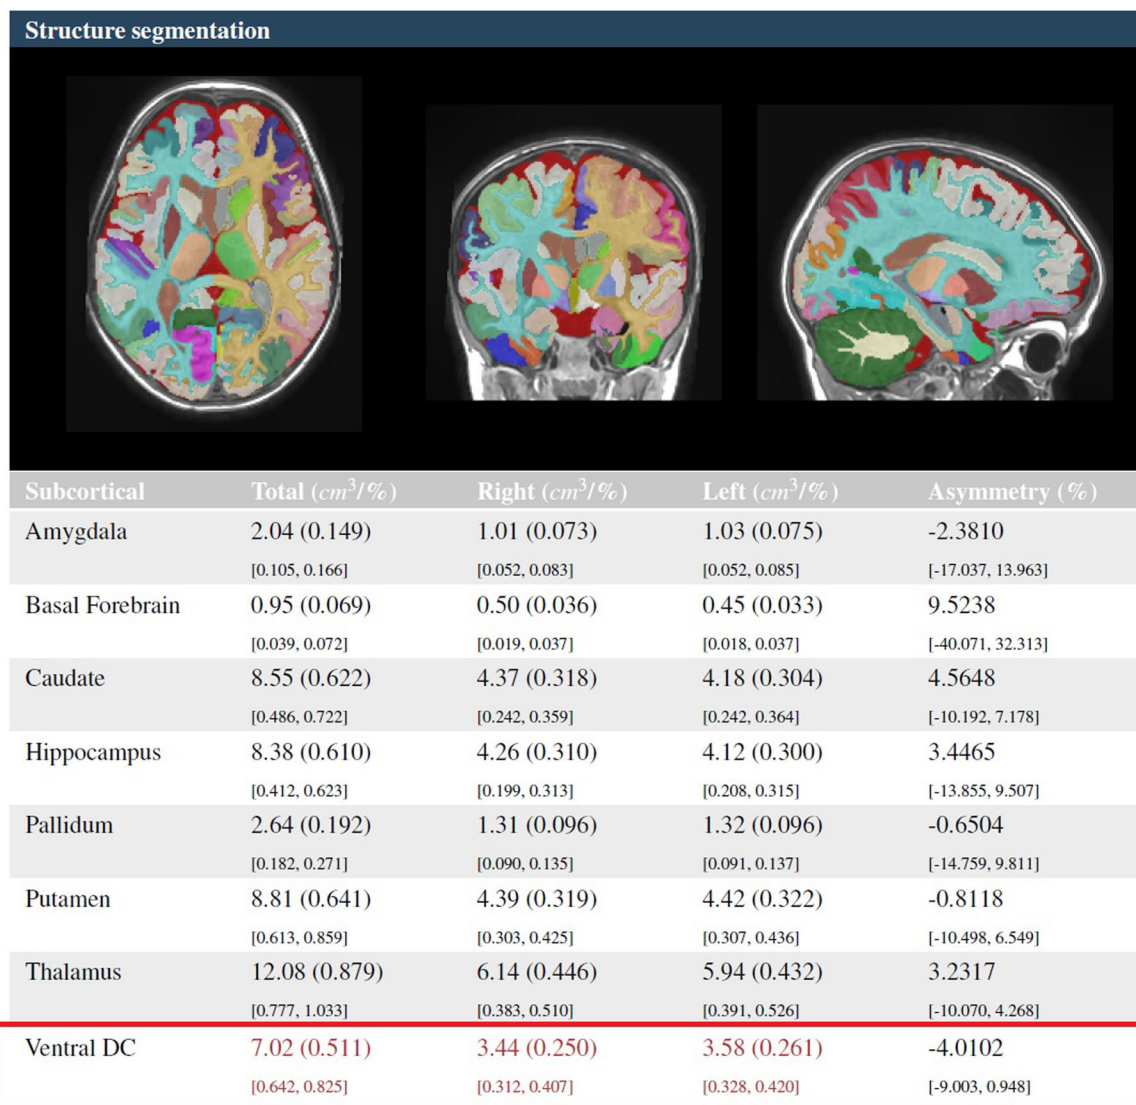 Structure segmentation
Subcortical Total (cm³/%) Right (cm³/%) Left (cm³/%) Asymmetry (%)
Amygdala 2.04 (0.149) 1.01 (0.073) 1.03 (0.075) -2.3810
[0.105, 0.166] [0.052, 0.083] [0.052, 0.085] [-17.037, 13.963]
Basal Forebrain 0.95 (0.069) 0.50 (0.036) 0.45 (0.033) 9.5238
[0.039, 0.072] [0.019, 0.037] [0.018, 0.037] [-40.071, 32.313]
Caudate 8.55 (0.622) 4.37 (0.318) 4.18 (0.304) 4.5648
[0.486, 0.722] [0.242, 0.359] [0.242, 0.364] [-10.192, 7.178]
Hippocampus 8.38 (0.610) 4.26 (0.310) 4.12 (0.300) 3.4465
[0.412, 0.623] [0.199, 0.313] [0.208, 0.315] [-13.855, 9.507]
Pallidum 2.64 (0.192) 1.31 (0.096) 1.32 (0.096) -0.6504
[0.182, 0.271] [0.090, 0.135] [0.091, 0.137] [-14.759, 9.811]
Putamen 8.81 (0.641) 4.39 (0.319) 4.42 (0.322) -0.8118
[0.613, 0.859] [0.303, 0.425] [0.307, 0.436] [-10.498, 6.549]
Thalamus 12.08 (0.879) 6.14 (0.446) 5.94 (0.432) 3.2317
[0.777, 1.033] [0.383, 0.510] [0.391, 0.526] [-10.070, 4.268]
Ventral DC 7.02 (0.511) 3.44 (0.250) 3.58 (0.261) -4.0102
[0.642, 0.825] [0.312, 0.407] [0.328, 0.420] [-9.003, 0.948]